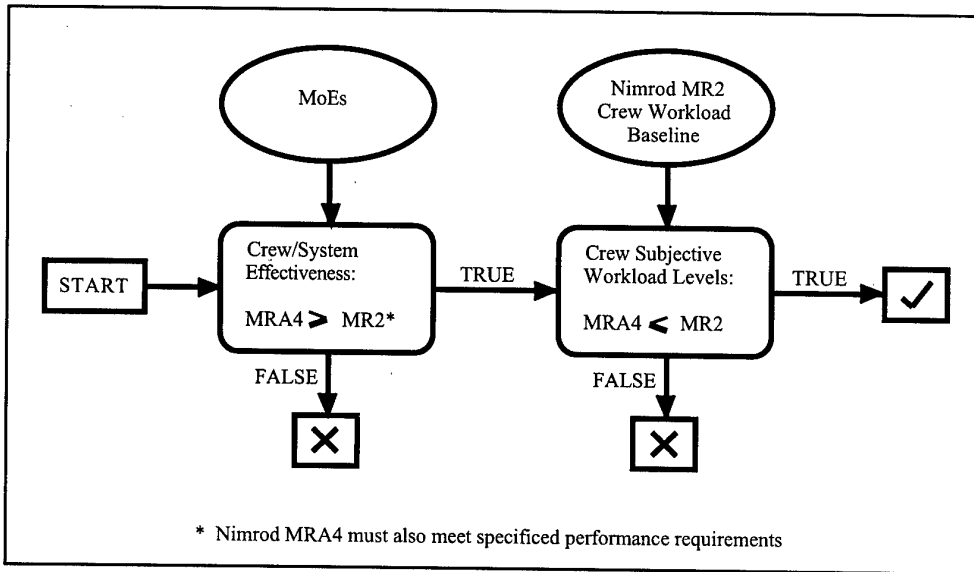 MoEs
Nimrod MR2
Crew Workload
Baseline
START
Crew/System
Effectiveness:
MRA4 ⩾ MR2*
TRUE
Crew Subjective
Workload Levels:
MRA4 ⩽ MR2
TRUE
FALSE
FALSE
* Nimrod MRA4 must also meet specificed performance requirements